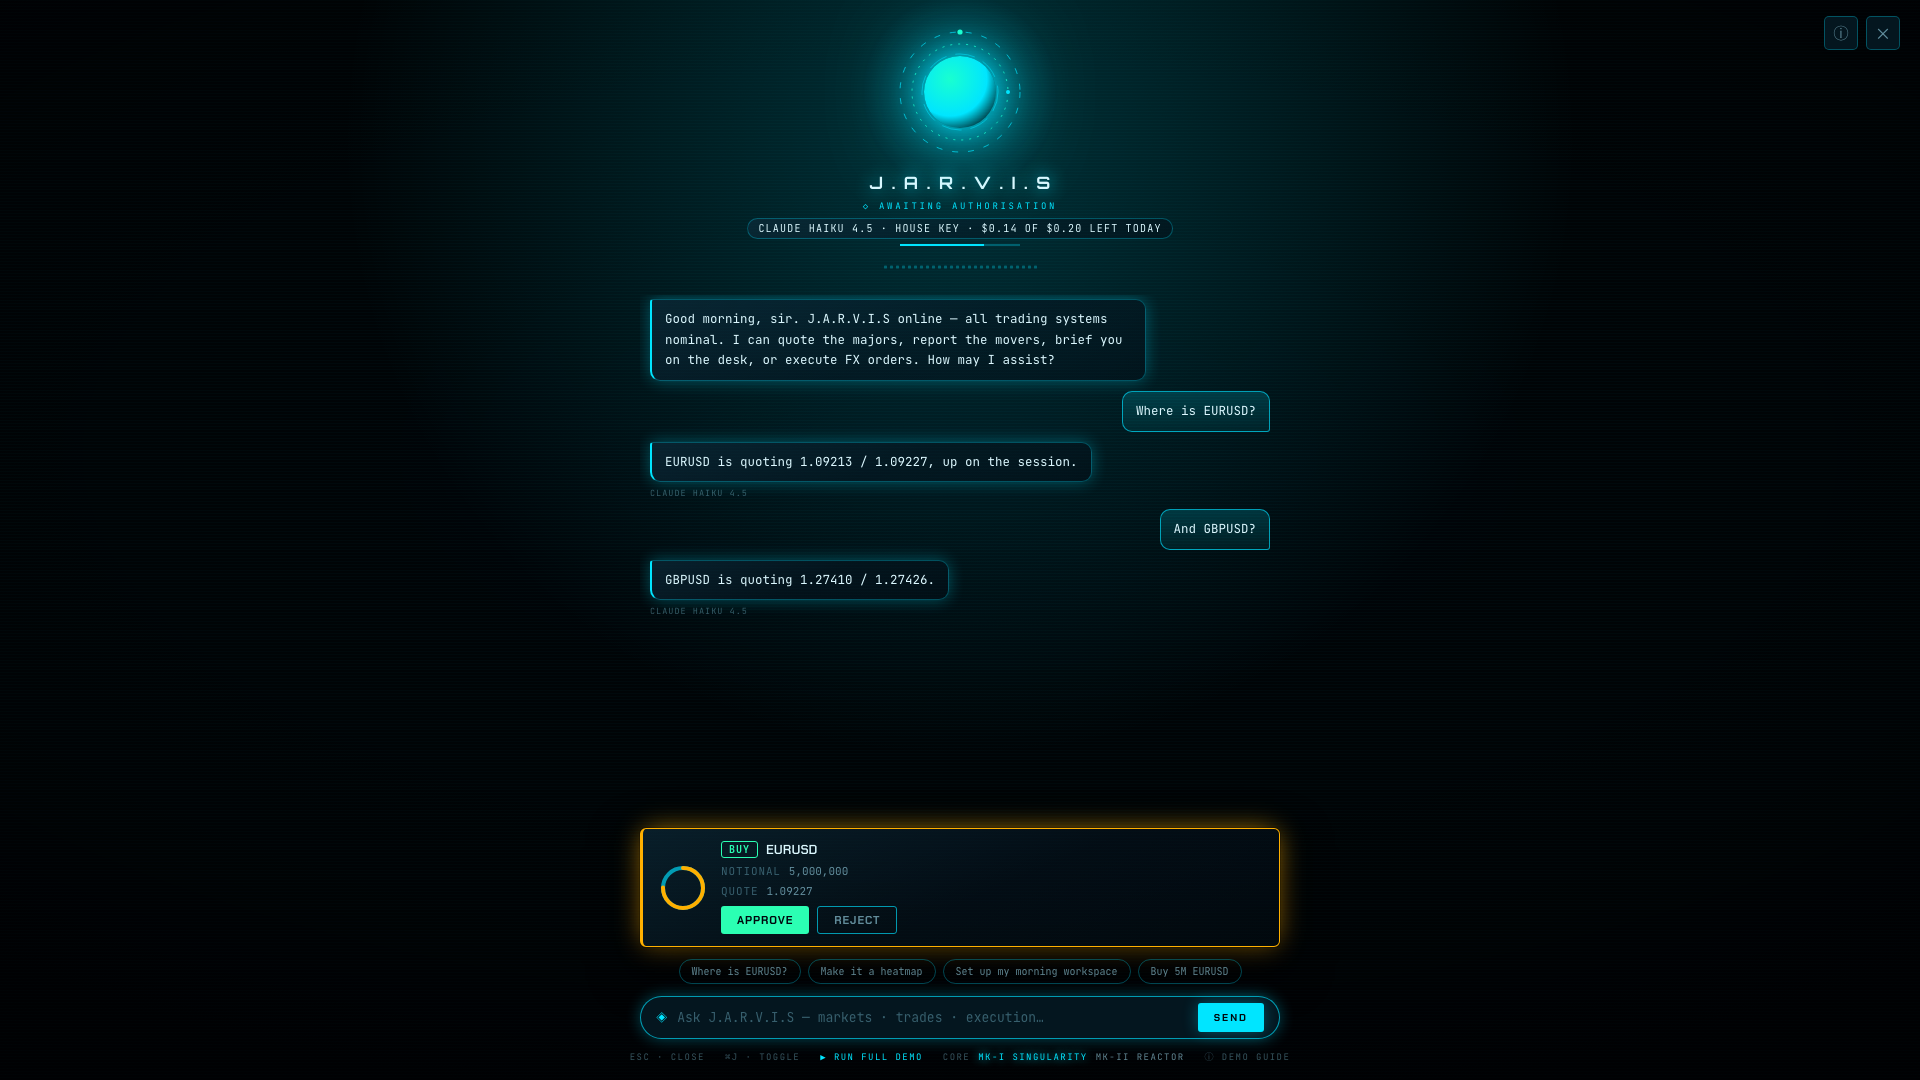 J.A.R.V.I.S
◇ AWAITING AUTHORISATION
CLAUDE HAIKU 4.5 · HOUSE KEY · $0.14 OF $0.20 LEFT TODAY
Good morning, sir. J.A.R.V.I.S online — all trading systems
nominal. I can quote the majors, report the movers, brief you
on the desk, or execute FX orders. How may I assist?
Where is EURUSD?
EURUSD is quoting 1.09213 / 1.09227, up on the session.
CLAUDE HAIKU 4.5
And GBPUSD?
GBPUSD is quoting 1.27410 / 1.27426.
CLAUDE HAIKU 4.5
BUY EURUSD
NOTIONAL 5,000,000
QUOTE 1.09227
APPROVE REJECT
Where is EURUSD? Make it a heatmap Set up my morning workspace Buy 5M EURUSD
◈ Ask J.A.R.V.I.S — markets · trades · execution… SEND
ESC · CLOSE ⌘J · TOGGLE ▶ RUN FULL DEMO CORE MK-I SINGULARITY MK-II REACTOR ⓘ DEMO GUIDE